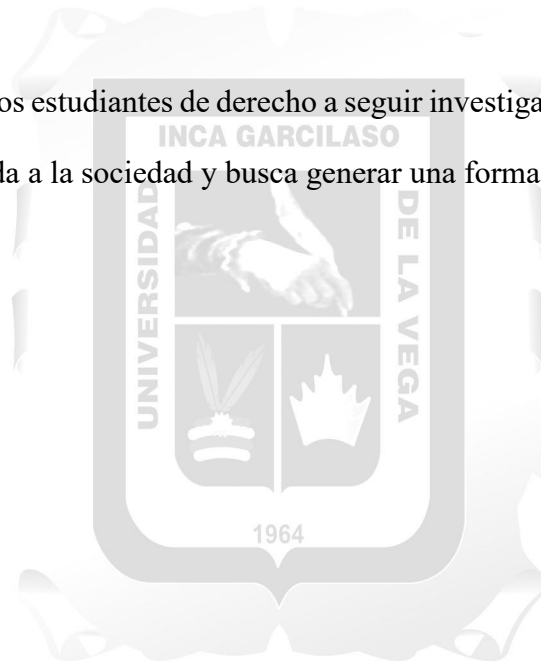 os estudiantes de derecho a seguir investiga
da a la sociedad y busca generar una forma
INCA GARCILASO
UNIVERSIDAD
DE LA VEGA
1964